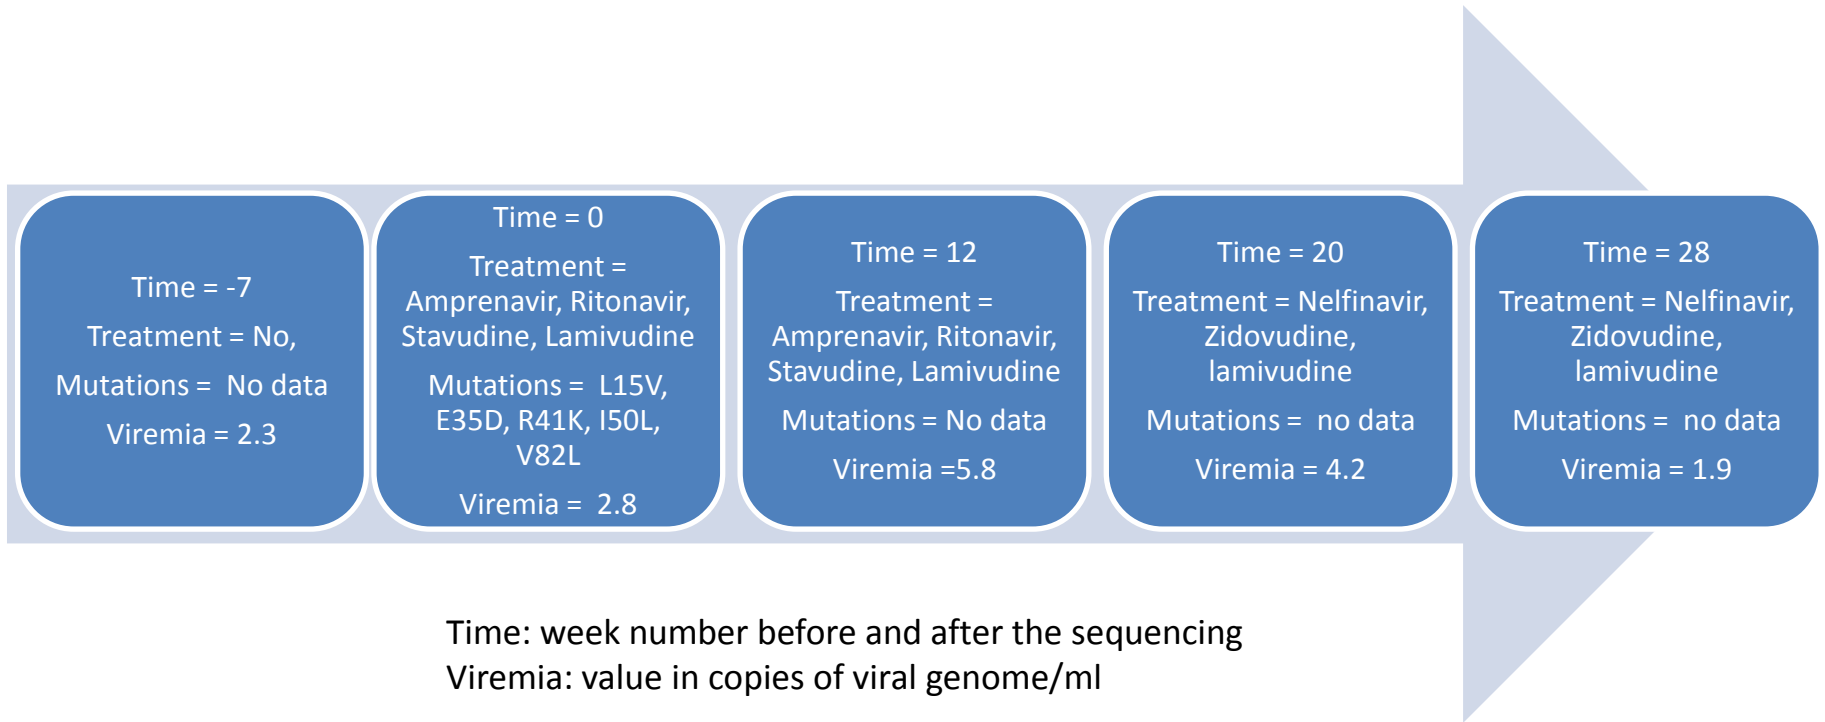 Time = -7
Treatment = No,
Mutations = No data
Viremia = 2.3
Time = 0
Treatment =
Amprenavir, Ritonavir,
Stavudine, Lamivudine
Mutations = L15V,
E35D, R41K, I50L,
V82L
Viremia = 2.8
Time = 12
Treatment =
Amprenavir, Ritonavir,
Stavudine, Lamivudine
Mutations = No data
Viremia =5.8
Time = 20
Treatment = Nelfinavir,
Zidovudine,
lamivudine
Mutations = no data
Viremia = 4.2
Time = 28
Treatment = Nelfinavir,
Zidovudine,
lamivudine
Mutations = no data
Viremia = 1.9
Time: week number before and after the sequencing
Viremia: value in copies of viral genome/ml